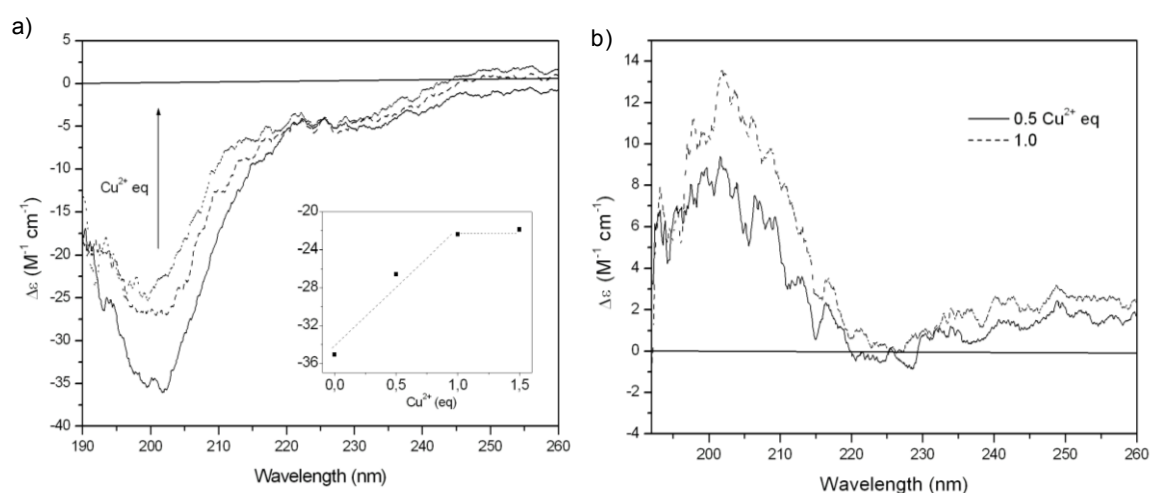 a)
5
0
-5
-10
-15
-20
-25
-30
-35
-40
190 200 210 220 230 240 250 260
Δε (M⁻¹ cm⁻¹)
Wavelength (nm)
Cu²⁺ eq
-22
-24
-28
-32
-36
0,0 0,5 1,0 1,5
Cu²⁺ (eq)
b)
14
12
10
8
6
4
2
0
-2
-4
200 210 220 230 240 250 260
Δε (M⁻¹ cm⁻¹)
Wavelength (nm)
0.5 Cu²⁺ eq
1.0